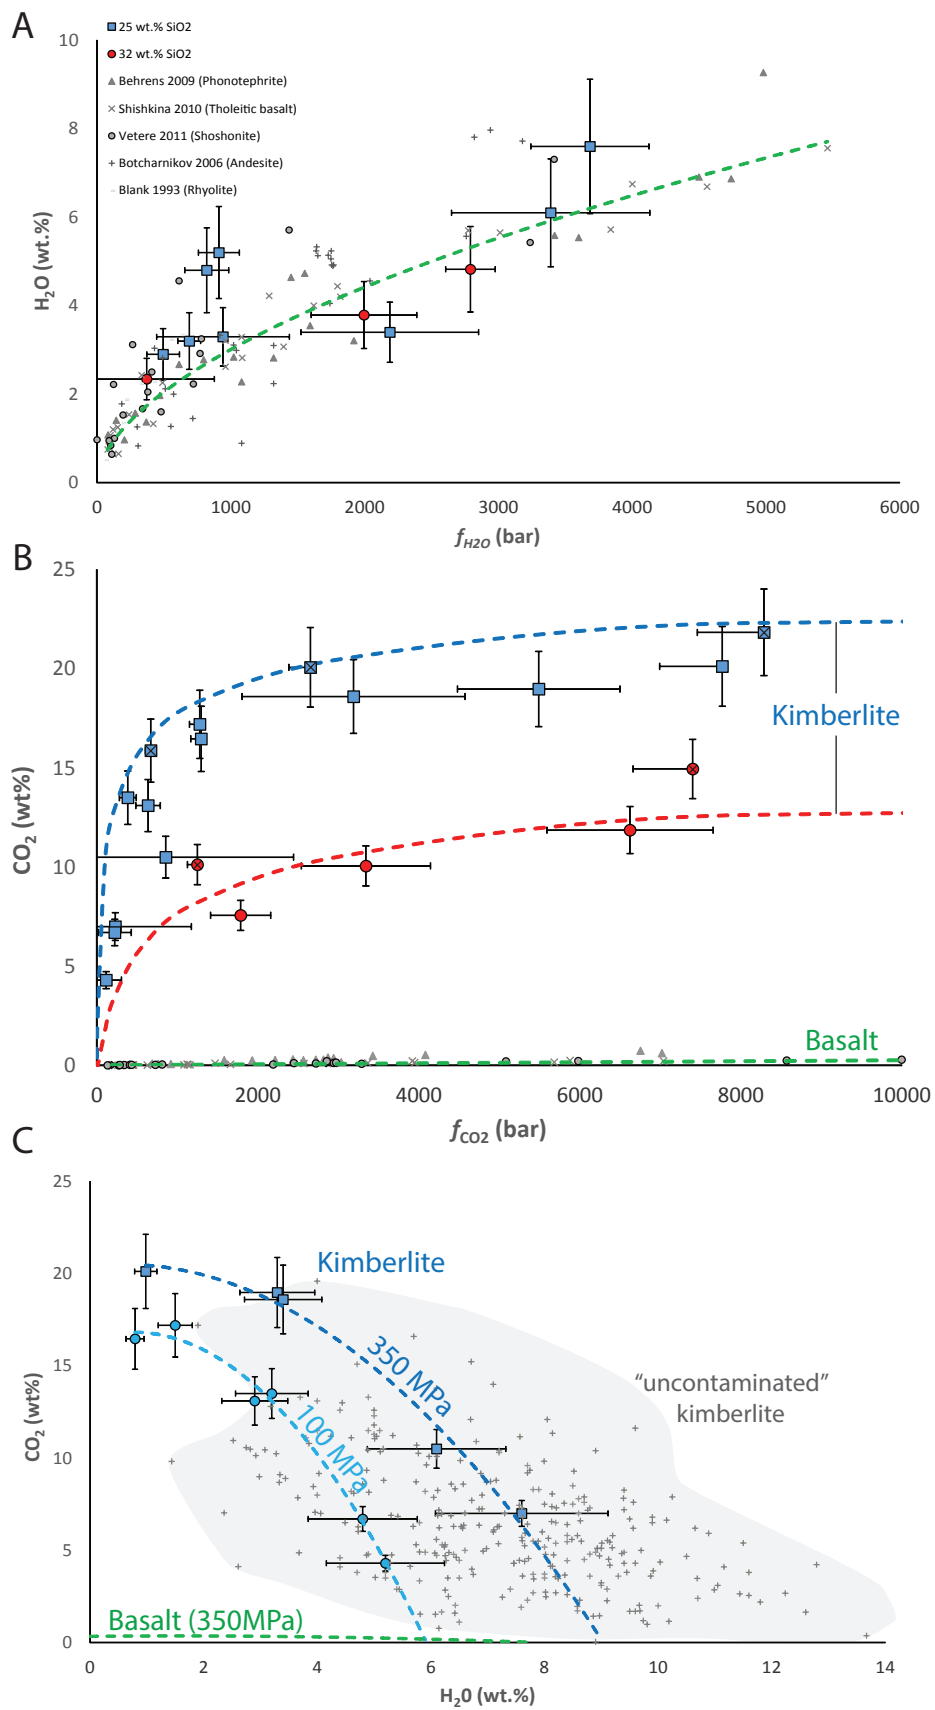 A
25 wt.% SiO2
32 wt.% SiO2
Behrens 2009 (Phonotephrite)
Shishkina 2010 (Tholeitic basalt)
Vetere 2011 (Shoshonite)
Botcharnikov 2006 (Andesite)
Blank 1993 (Rhyolite)
H2O (wt.%)
10
8
6
4
2
0
0 1000 2000 3000 4000 5000 6000
fH2O (bar)
B
CO2 (wt%)
25
20
15
10
5
0
Kimberlite
Basalt
0 2000 4000 6000 8000 10000
fCO2 (bar)
C
CO2 (wt%)
25
20
15
10
5
0
Kimberlite
350 MPa
100 MPa
"uncontaminated"
kimberlite
Basalt (350MPa)
0 2 4 6 8 10 12 14
H20 (wt.%)